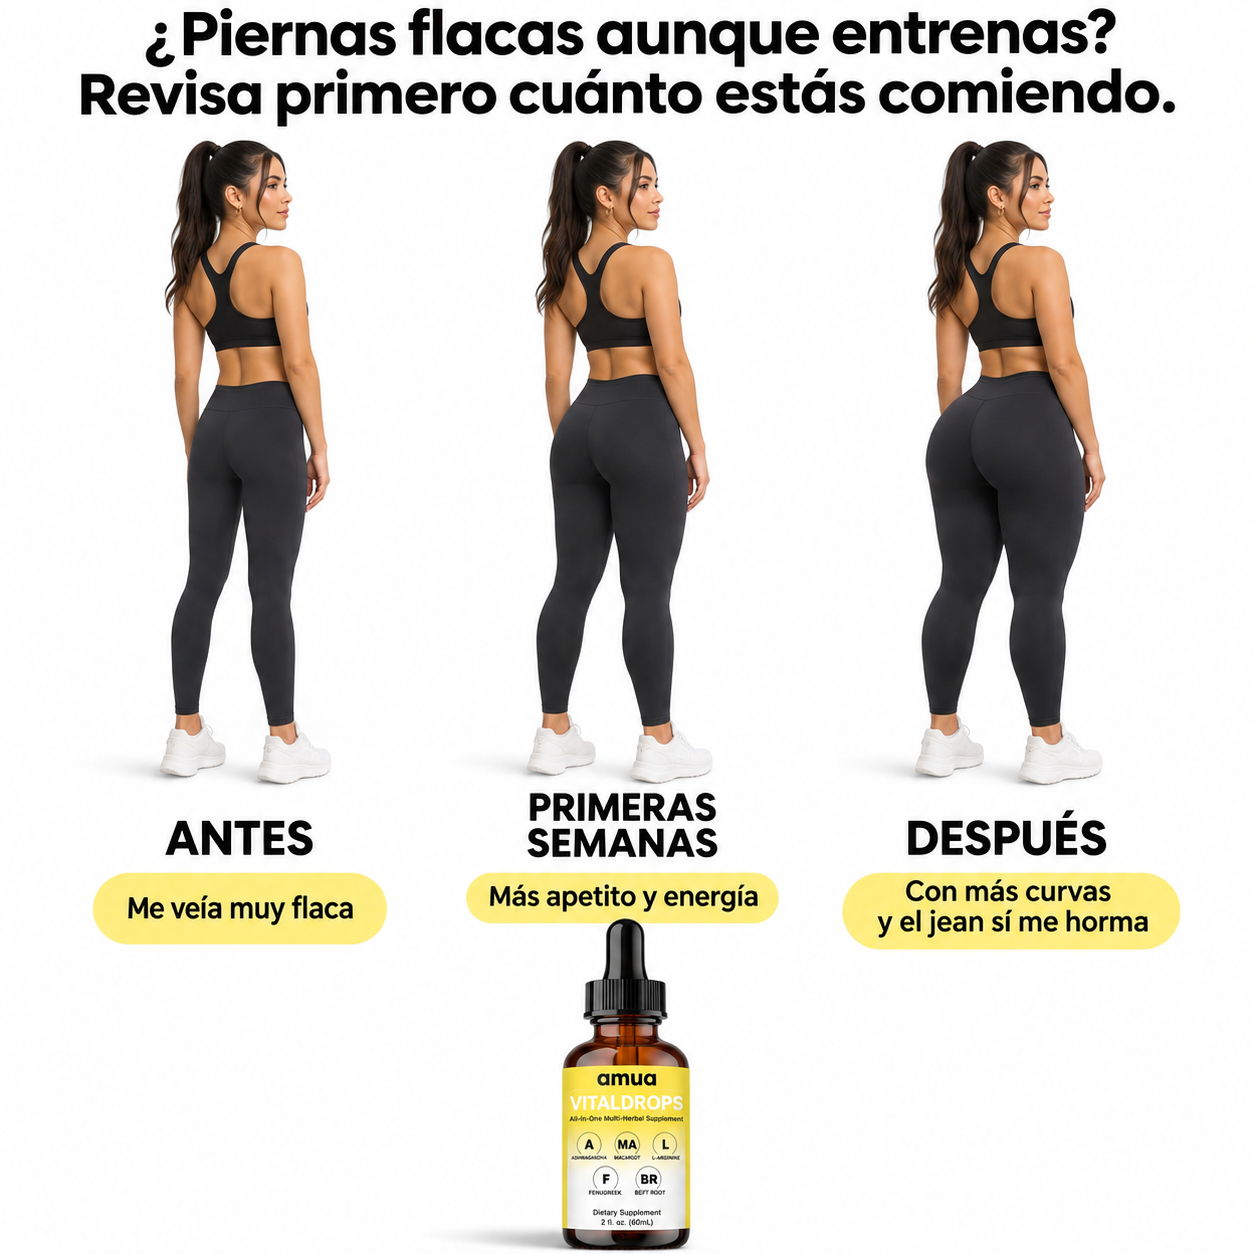 ¿Piernas flacas aunque entrenas?
Revisa primero cuánto estás comiendo.
ANTES
Me veía muy flaca
PRIMERAS
SEMANAS
Más apetito y energía
DESPUÉS
Con más curvas
y el jean sí me horma
amua
VITALDROPS
All-in-One Multi-Herbal Supplement
A
MA
L
ASHWAGANDHA
MACAROOT
L-ARGININE
F
BR
FENUGREEK
BEET ROOT
Dietary Supplement
2 fl. oz. (60mL)